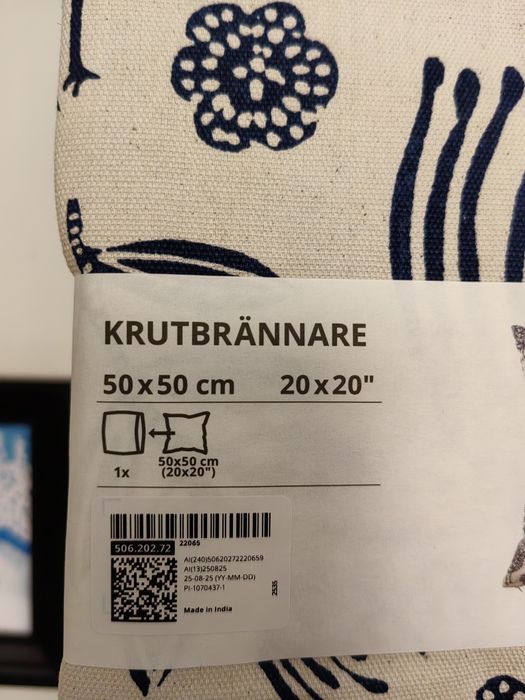 KRUTBRÄNNARE
50x50 cm 20x20"
1x
50x50 cm
(20x20")
506.202.72 22065
AI(240)50620272220659
AI(13)250825
25-08-25 (YY-MM-DD)
PI-1070437-1
2535
Made in India